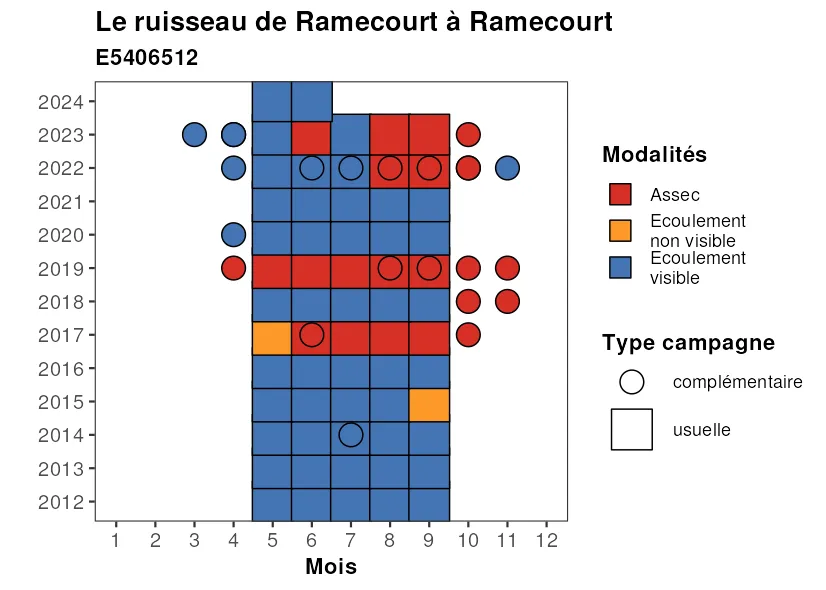 Le ruisseau de Ramecourt à Ramecourt
E5406512
2024
2023
2022
2021
2020
2019
2018
2017
2016
2015
2014
2013
2012
1 2 3 4 5 6 7 8 9 10 11 12
Mois
Modalités
Assec
Ecoulement
non visible
Ecoulement
visible
Type campagne
complémentaire
usuelle